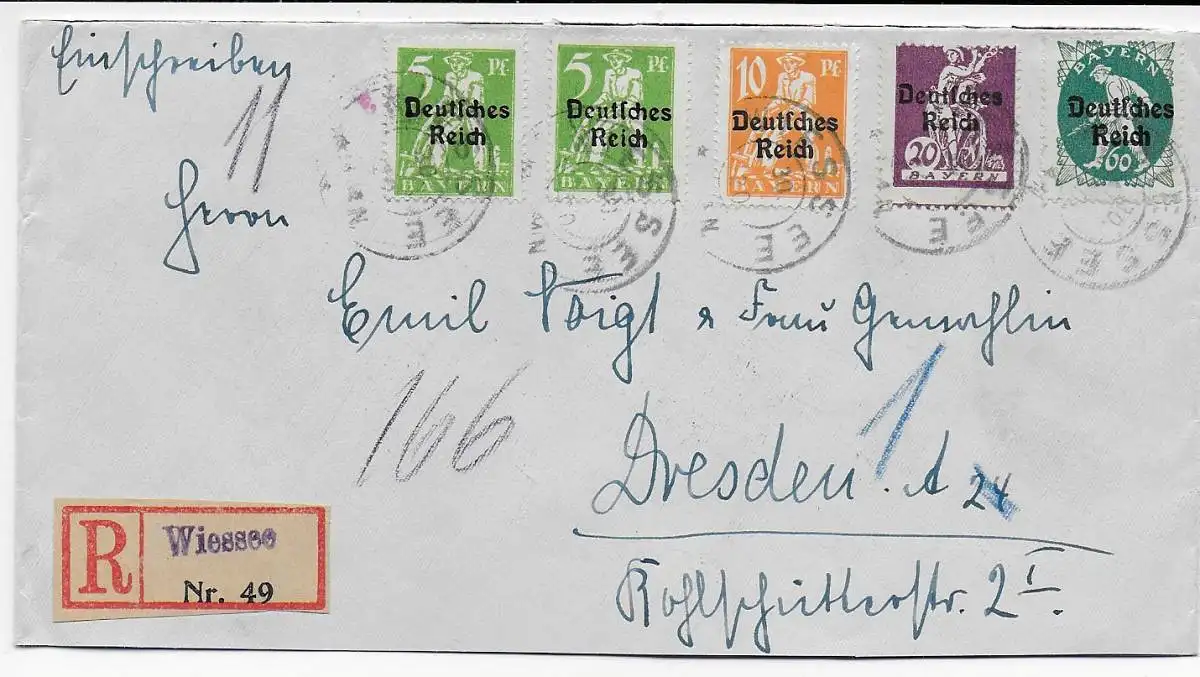 Einschreiben
11
5 Pf
Deutsches
Reich
BAYERN
5 Pf
Deutsches
Reich
BAYERN
10 Pf
Deutsches
Reich
BAYERN
Deutsches
Reich
20
BAYERN
BAYERN
Deutsches
Reich
60
Herrn
Emil Voigt & Frau Gemahlin
166
1
Dresden. A 24
Kohlschütterstr. 2 I.
R
Wiessee
Nr. 49